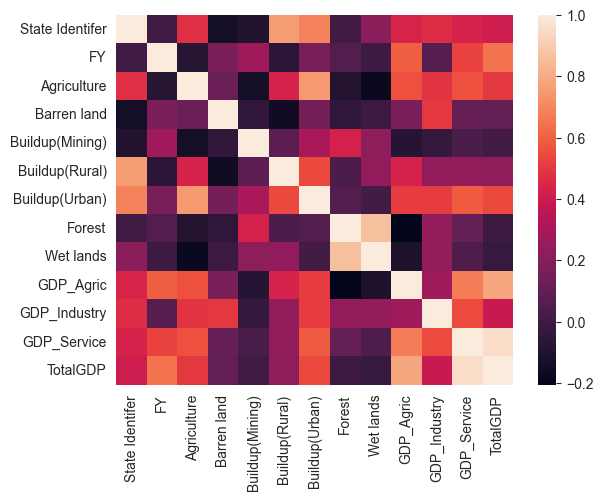 State Identifer
FY
Agriculture
Barren land
Buildup(Mining)
Buildup(Rural)
Buildup(Urban)
Forest
Wet lands
GDP_Agric
GDP_Industry
GDP_Service
TotalGDP
State Identifer
FY
Agriculture
Barren land
Buildup(Mining)
Buildup(Rural)
Buildup(Urban)
Forest
Wet lands
GDP_Agric
GDP_Industry
GDP_Service
TotalGDP
1.0
0.8
0.6
0.4
0.2
0.0
−0.2